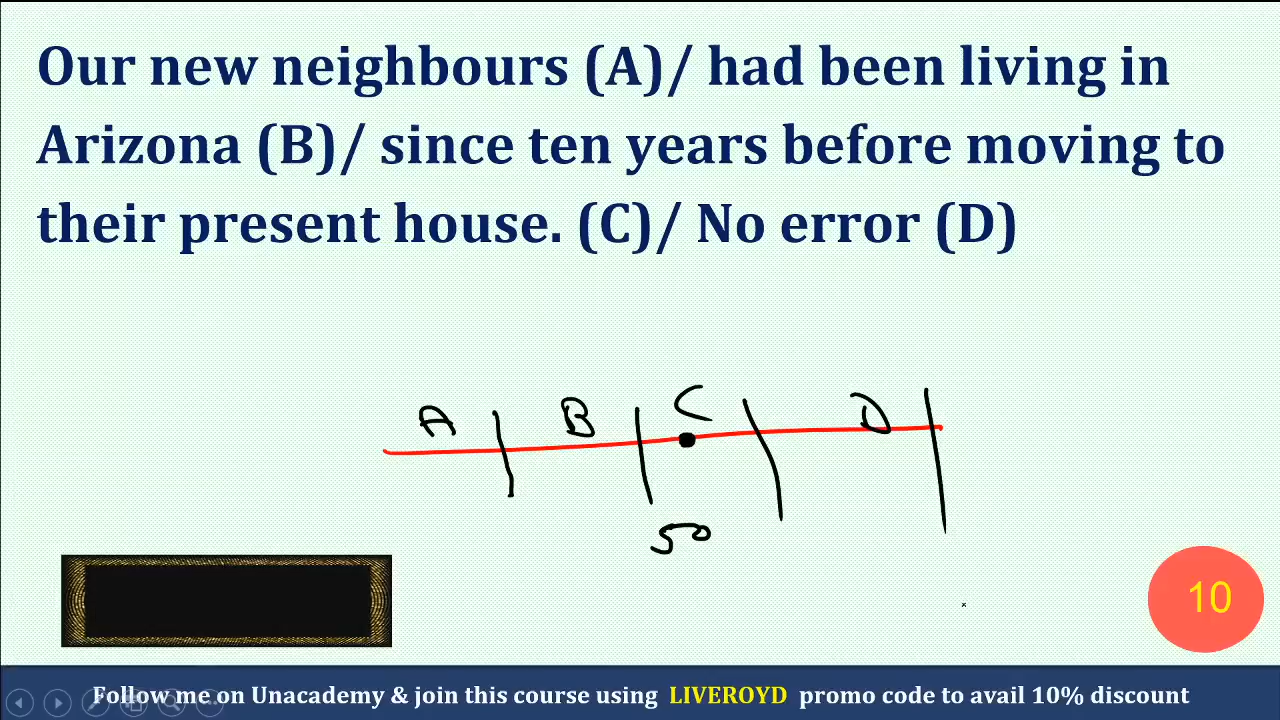 Our new neighbours (A)/ had been living in
Arizona (B)/ since ten years before moving to
their present house. (C)/ No error (D)
A B C D
50
10
Follow me on Unacademy & join this course using LIVEROYD promo code to avail 10% discount